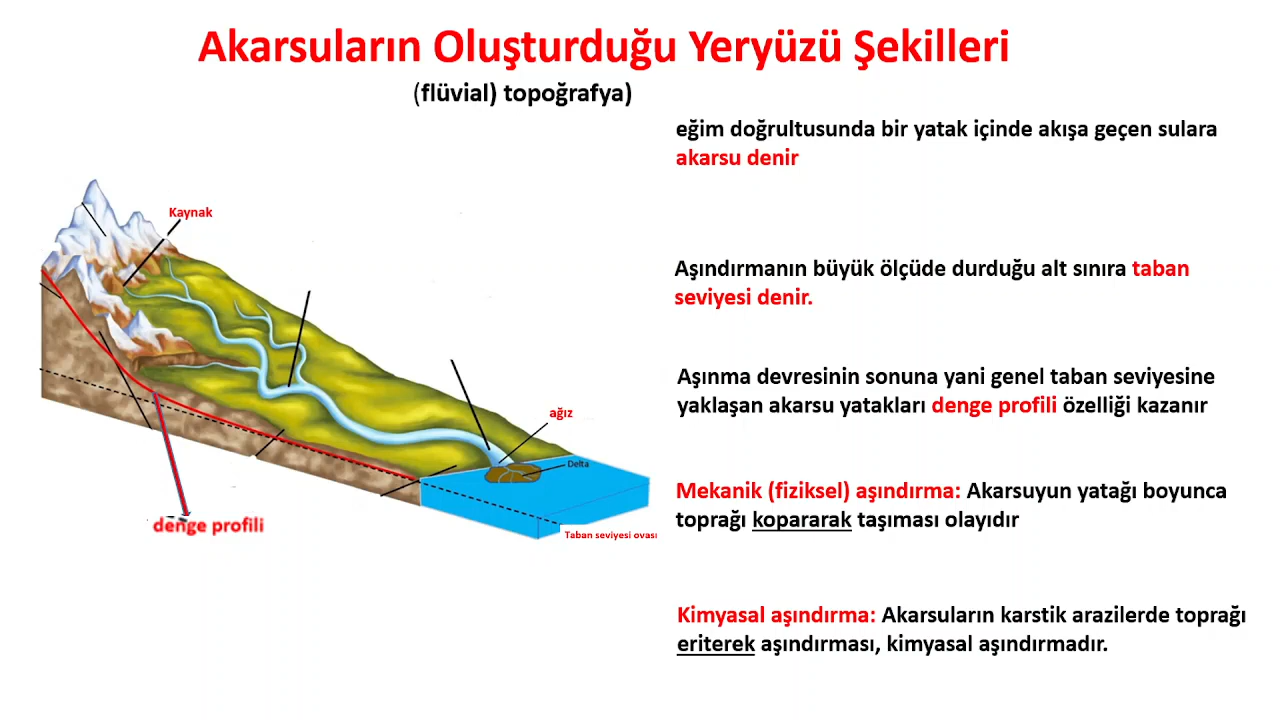 Akarsuların Oluşturduğu Yeryüzü Şekilleri
(flüvial) topoğrafya)
eğim doğrultusunda bir yatak içinde akışa geçen sulara
akarsu denir
Kaynak
Aşındırmanın büyük ölçüde durduğu alt sınıra taban
seviyesi denir.
Aşınma devresinin sonuna yani genel taban seviyesine
yaklaşan akarsu yatakları denge profili özelliği kazanır
ağız
Delta
denge profili
Taban seviyesi ovası
Mekanik (fiziksel) aşındırma: Akarsuyun yatağı boyunca
toprağı kopararak taşıması olayıdır
Kimyasal aşındırma: Akarsuların karstik arazilerde toprağı
eriterek aşındırması, kimyasal aşındırmadır.